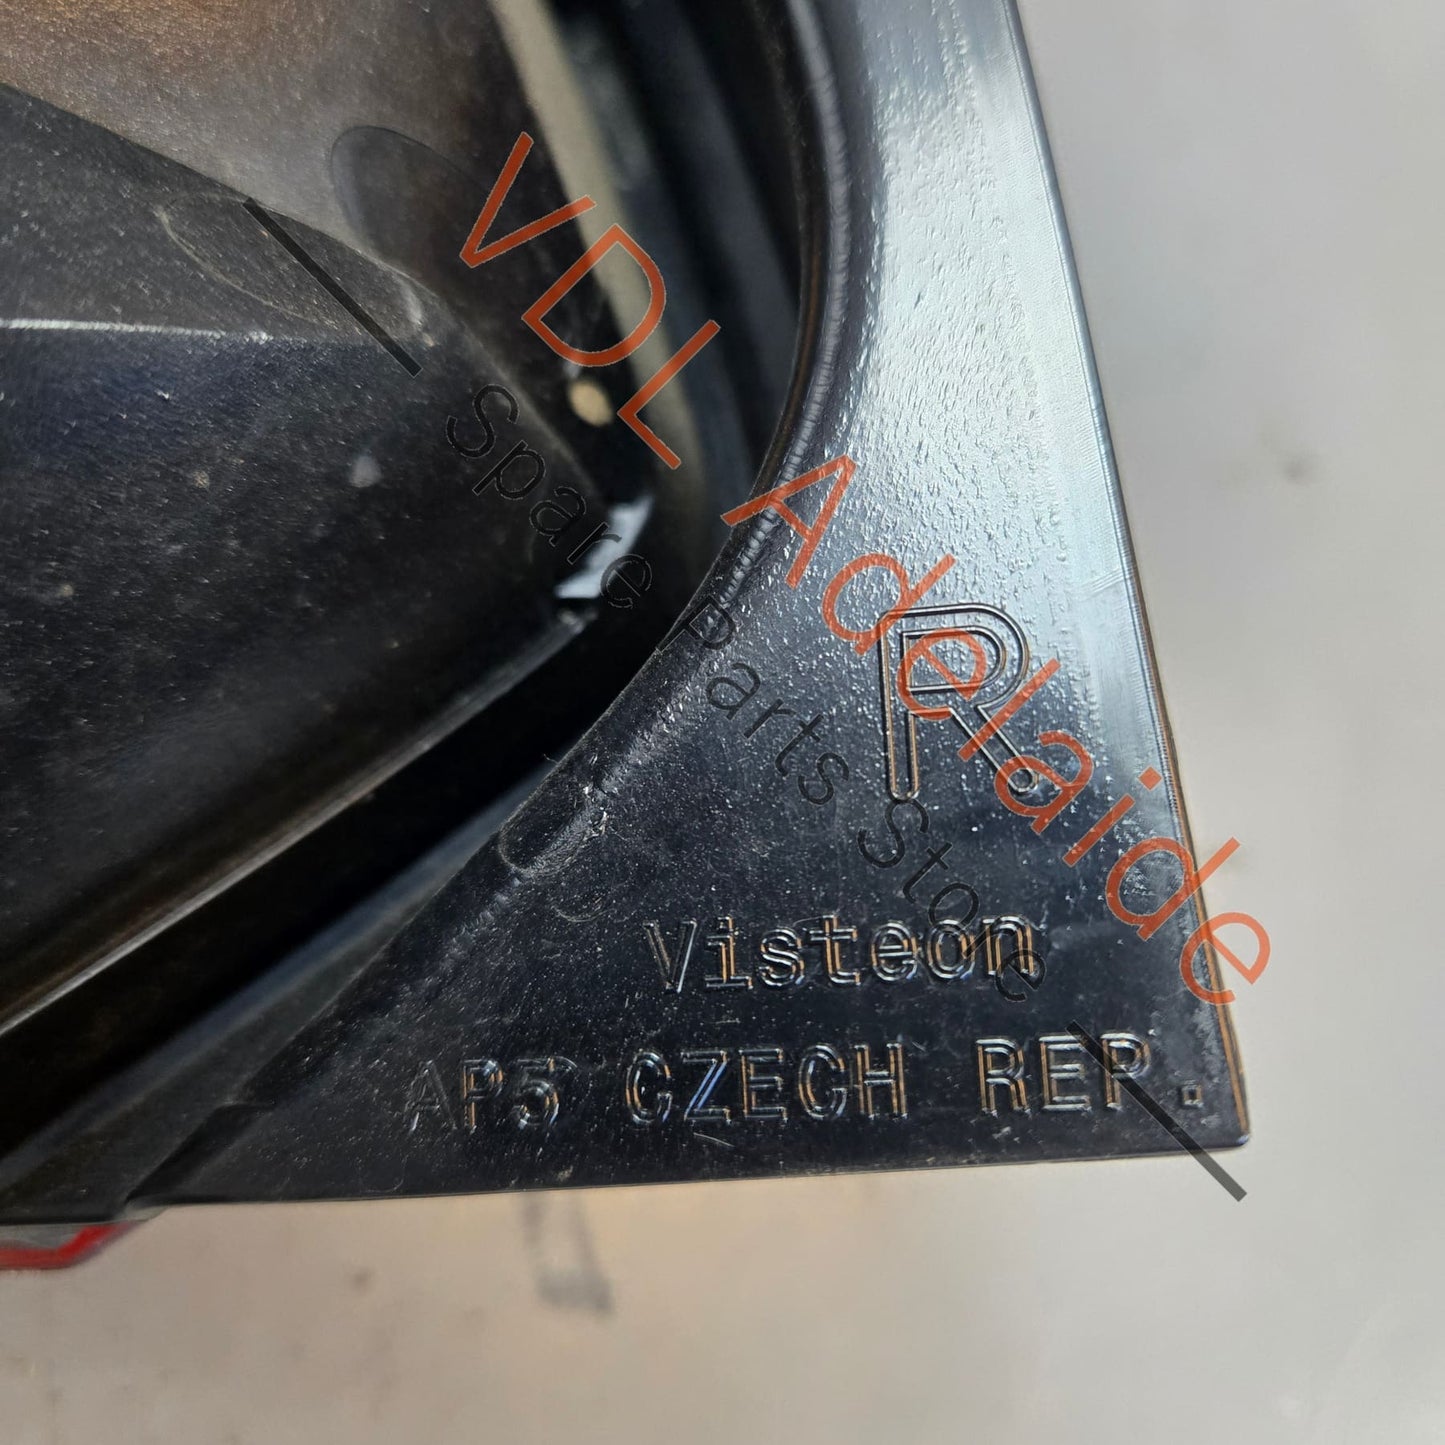 VDL Adelaide
Spare Parts Store
R
Visteon
AP5 CZECH REP.